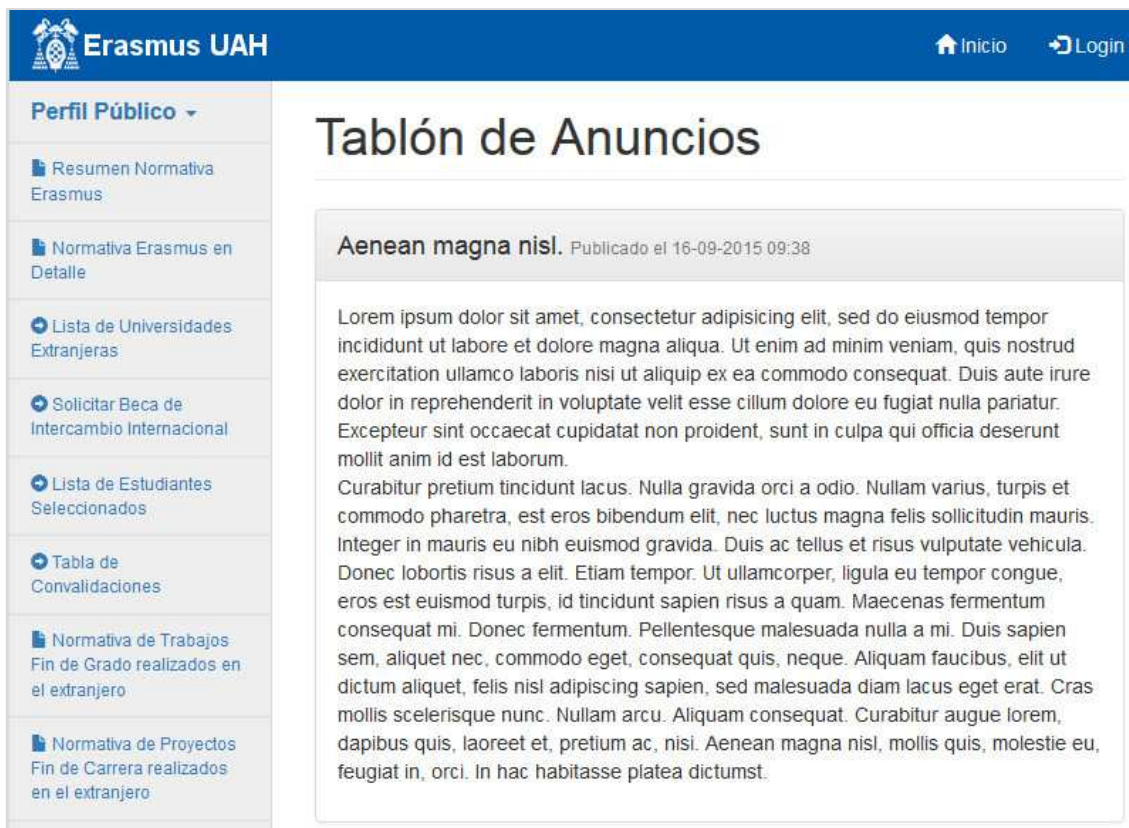 Erasmus UAH
Inicio
Login
Perfil Público
Resumen Normativa
Erasmus
Normativa Erasmus en
Detalle
Lista de Universidades
Extranjeras
Solicitar Beca de
Intercambio Internacional
Lista de Estudiantes
Seleccionados
Tabla de
Convalidaciones
Normativa de Trabajos
Fin de Grado realizados en
el extranjero
Normativa de Proyectos
Fin de Carrera realizados
en el extranjero
Tablón de Anuncios
Aenean magna nisl. Publicado el 16-09-2015 09:38
Lorem ipsum dolor sit amet, consectetur adipisicing elit, sed do eiusmod tempor
incididunt ut labore et dolore magna aliqua. Ut enim ad minim veniam, quis nostrud
exercitation ullamco laboris nisi ut aliquip ex ea commodo consequat. Duis aute irure
dolor in reprehenderit in voluptate velit esse cillum dolore eu fugiat nulla pariatur.
Excepteur sint occaecat cupidatat non proident, sunt in culpa qui officia deserunt
mollit anim id est laborum.
Curabitur pretium tincidunt lacus. Nulla gravida orci a odio. Nullam varius, turpis et
commodo pharetra, est eros bibendum elit, nec luctus magna felis sollicitudin mauris.
Integer in mauris eu nibh euismod gravida. Duis ac tellus et risus vulputate vehicula.
Donec lobortis risus a elit. Etiam tempor. Ut ullamcorper, ligula eu tempor congue,
eros est euismod turpis, id tincidunt sapien risus a quam. Maecenas fermentum
consequat mi. Donec fermentum. Pellentesque malesuada nulla a mi. Duis sapien
sem, aliquet nec, commodo eget, consequat quis, neque. Aliquam faucibus, elit ut
dictum aliquet, felis nisl adipiscing sapien, sed malesuada diam lacus eget erat. Cras
mollis scelerisque nunc. Nullam arcu. Aliquam consequat. Curabitur augue lorem,
dapibus quis, laoreet et, pretium ac, nisi. Aenean magna nisl, mollis quis, molestie eu,
feugiat in, orci. In hac habitasse platea dictumst.